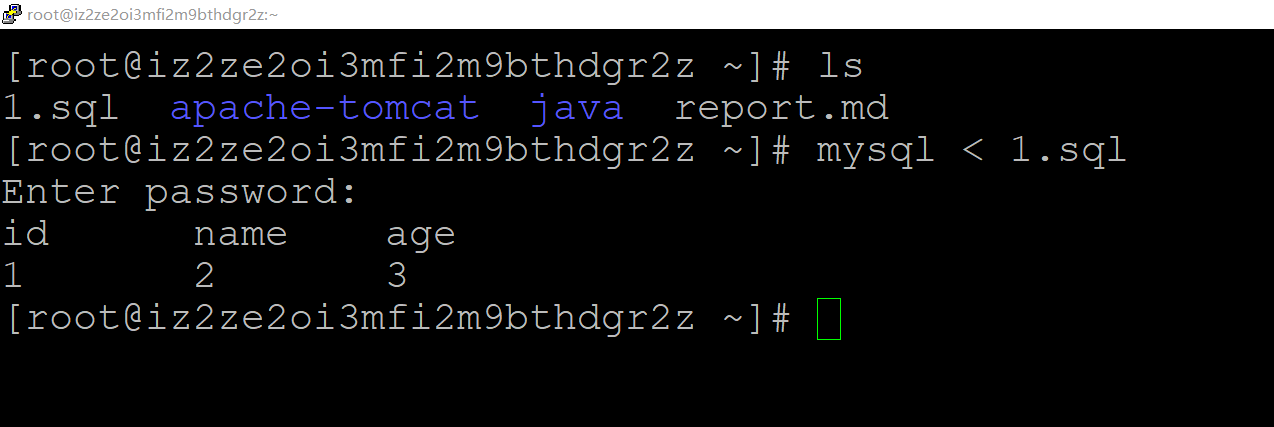 root@iz2ze2oi3mfi2m9bthdgr2z:~
[root@iz2ze2oi3mfi2m9bthdgr2z ~]# ls
1.sql  apache-tomcat  java  report.md
[root@iz2ze2oi3mfi2m9bthdgr2z ~]# mysql < 1.sql
Enter password:
id      name    age
1       2       3
[root@iz2ze2oi3mfi2m9bthdgr2z ~]#